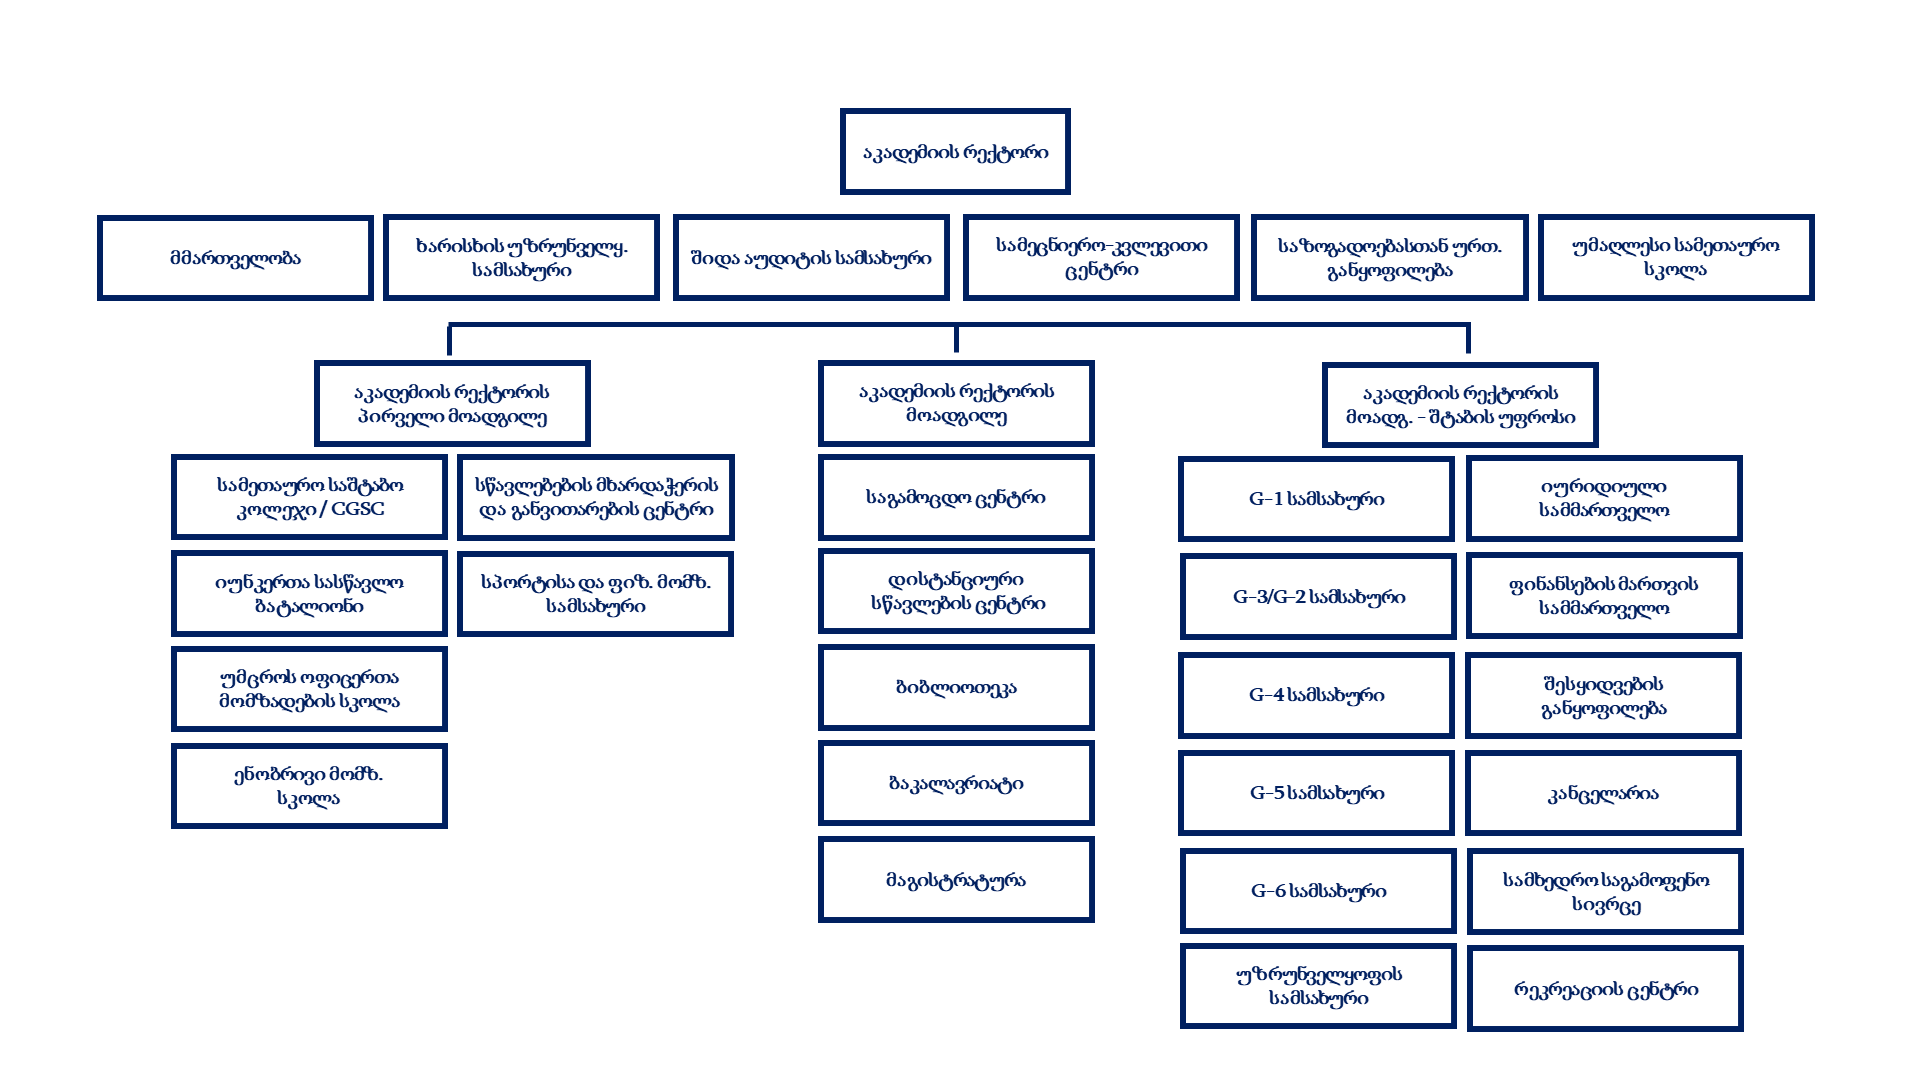 აკადემიის რექტორი
მმართველობა
ხარისხის უზრუნველყ.
სამსახური
შიდა აუდიტის სამსახური
სამეცნიერო-კვლევითი
ცენტრი
საზოგადოებასთან ურთ.
განყოფილება
უმაღლესი სამეთაურო
სკოლა
აკადემიის რექტორის
პირველი მოადგილე
სამეთაურო საშტაბო
კოლეჯი / CGSC
სწავლებების მხარდაჭერის
და განვითარების ცენტრი
იუნკერთა სასწავლო
ბატალიონი
სპორტისა და ფიზ. მომზ.
სამსახური
უმცროს ოფიცერთა
მომზადების სკოლა
ენობრივი მომზ.
სკოლა
აკადემიის რექტორის
მოადგილე
საგამოცდო ცენტრი
დისტანციური
სწავლების ცენტრი
ბიბლიოთეკა
ბაკალავრიატი
მაგისტრატურა
აკადემიის რექტორის
მოადგ. - შტაბის უფროსი
G-1 სამსახური
იურიდიული
სამმართველო
G-3/G-2 სამსახური
ფინანსების მართვის
სამმართველო
G-4 სამსახური
შესყიდვების
განყოფილება
G-5 სამსახური
კანცელარია
G-6 სამსახური
სამხედრო საგამოფენო
სივრცე
უზრუნველყოფის
სამსახური
რეკრეაციის ცენტრი